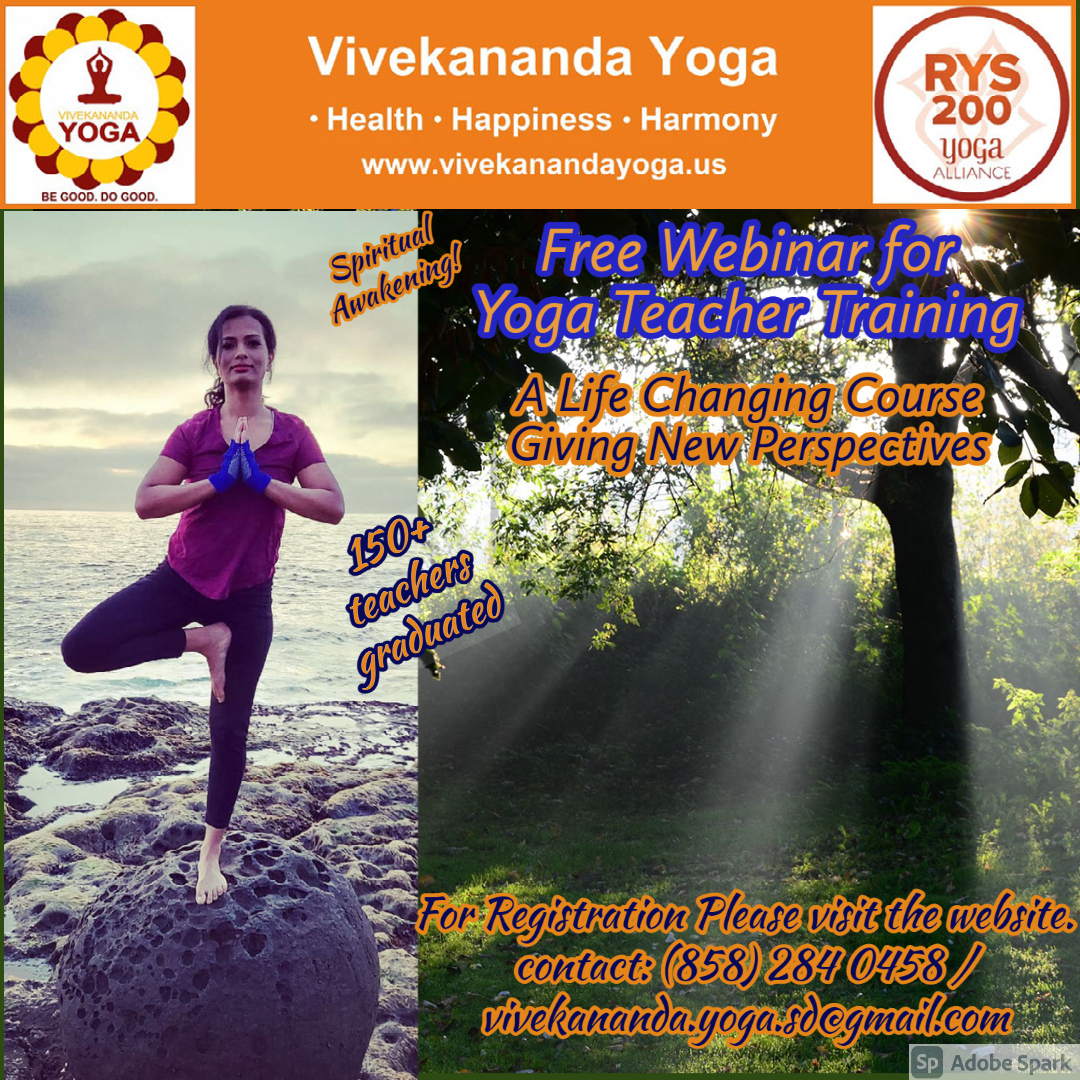 VIVEKANANDA
YOGA
BE GOOD. DO GOOD.
Vivekananda Yoga
• Health • Happiness • Harmony
www.vivekanandayoga.us
RYS
200
yoga
ALLIANCE
Spiritual
Awakening!
Free Webinar for
Yoga Teacher Training
A Life Changing Course
Giving New Perspectives
150+
teachers
graduated
For Registration Please visit the website.
contact: (858) 284 0458 /
vivekananda.yoga.sd@gmail.com
Sp Adobe Spark